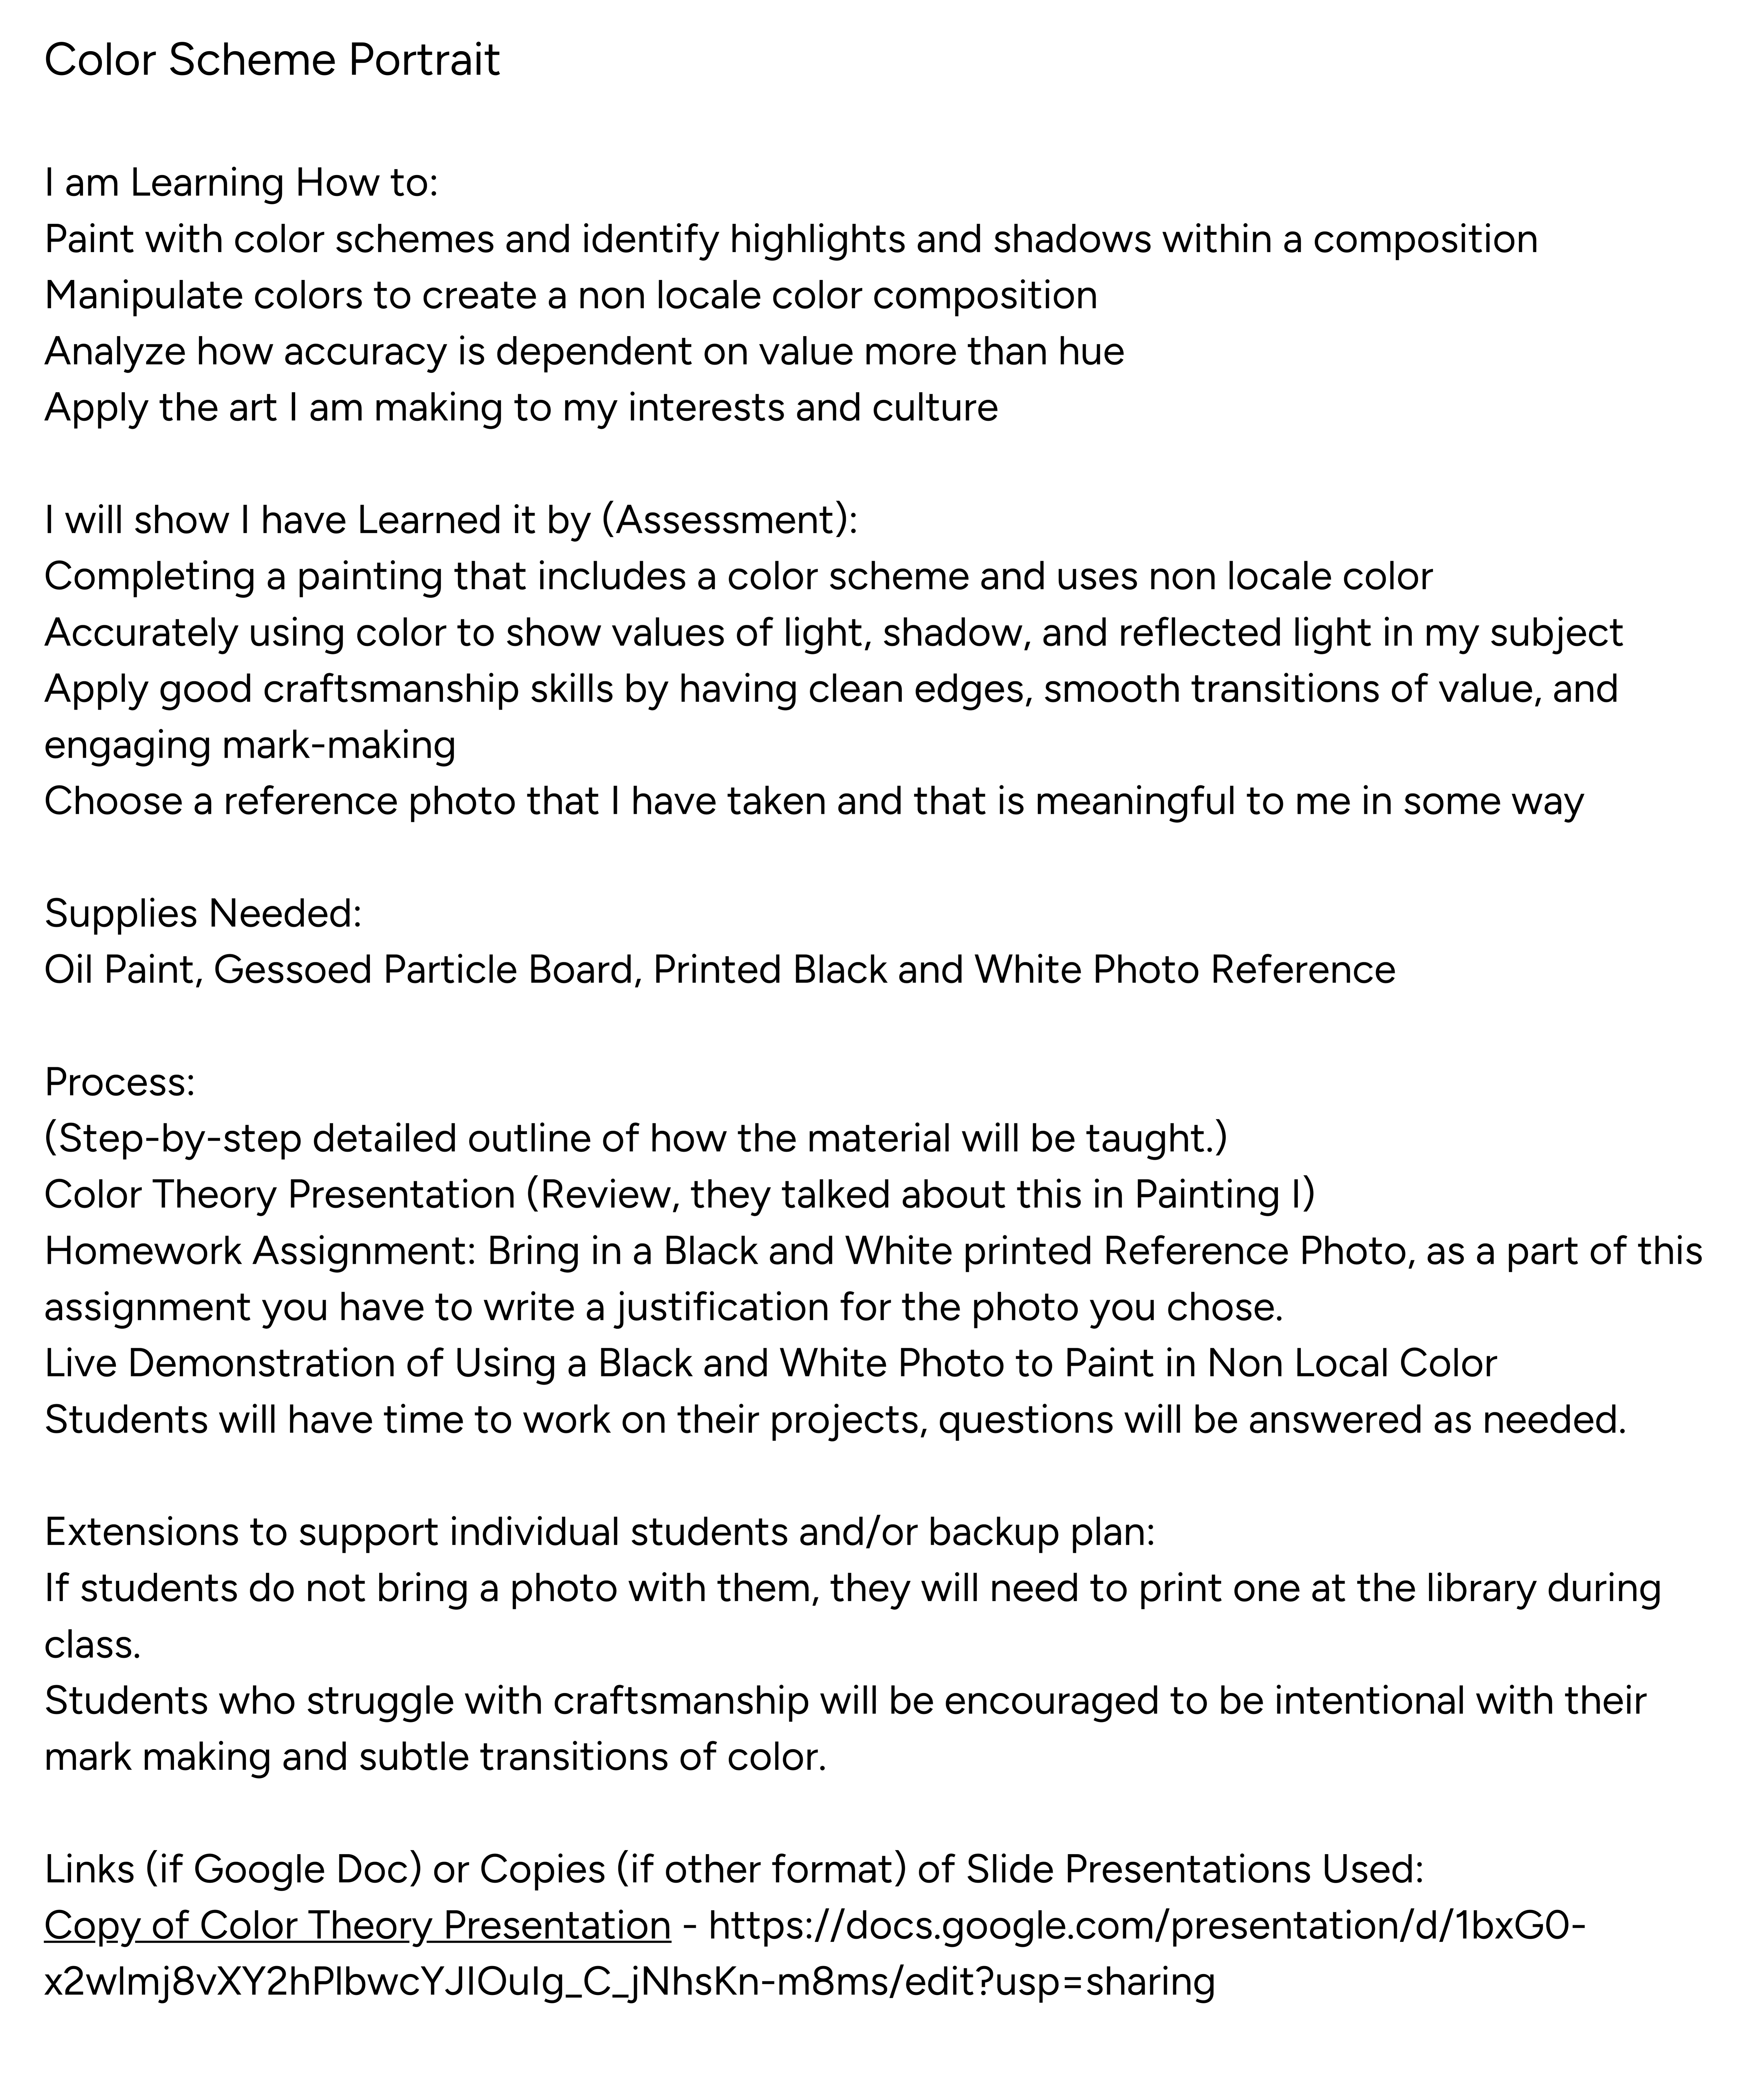 Color Scheme Portrait
I am Learning How to:
Paint with color schemes and identify highlights and shadows within a composition
Manipulate colors to create a non locale color composition
Analyze how accuracy is dependent on value more than hue
Apply the art I am making to my interests and culture
I will show I have Learned it by (Assessment):
Completing a painting that includes a color scheme and uses non locale color
Accurately using color to show values of light, shadow, and reflected light in my subject
Apply good craftsmanship skills by having clean edges, smooth transitions of value, and
engaging mark-making
Choose a reference photo that I have taken and that is meaningful to me in some way
Supplies Needed:
Oil Paint, Gessoed Particle Board, Printed Black and White Photo Reference
Process:
(Step-by-step detailed outline of how the material will be taught.)
Color Theory Presentation (Review, they talked about this in Painting I)
Homework Assignment: Bring in a Black and White printed Reference Photo, as a part of this
assignment you have to write a justification for the photo you chose.
Live Demonstration of Using a Black and White Photo to Paint in Non Local Color
Students will have time to work on their projects, questions will be answered as needed.
Extensions to support individual students and/or backup plan:
If students do not bring a photo with them, they will need to print one at the library during
class.
Students who struggle with craftsmanship will be encouraged to be intentional with their
mark making and subtle transitions of color.
Links (if Google Doc) or Copies (if other format) of Slide Presentations Used:
Copy of Color Theory Presentation - https://docs.google.com/presentation/d/1bxG0-
x2wlmj8vXY2hPlbwcYJIOuIg_C_jNhsKn-m8ms/edit?usp=sharing